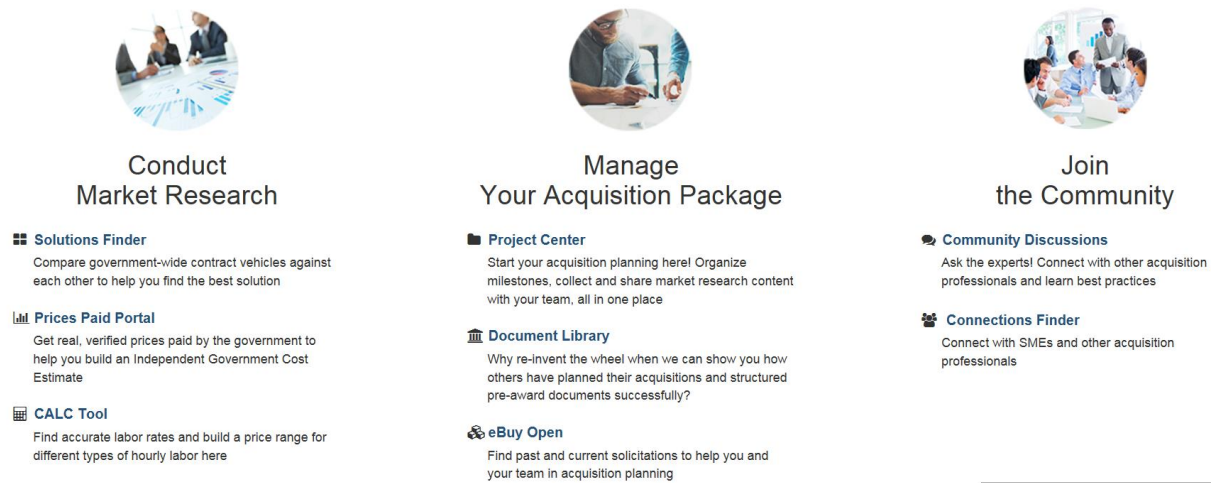 Conduct
Market Research
Solutions Finder
Compare government-wide contract vehicles against
each other to help you find the best solution
Prices Paid Portal
Get real, verified prices paid by the government to
help you build an Independent Government Cost
Estimate
CALC Tool
Find accurate labor rates and build a price range for
different types of hourly labor here
Manage
Your Acquisition Package
Project Center
Start your acquisition planning here! Organize
milestones, collect and share market research content
with your team, all in one place
Document Library
Why re-invent the wheel when we can show you how
others have planned their acquisitions and structured
pre-award documents successfully?
eBuy Open
Find past and current solicitations to help you and
your team in acquisition planning
Join
the Community
Community Discussions
Ask the experts! Connect with other acquisition
professionals and learn best practices
Connections Finder
Connect with SMEs and other acquisition
professionals